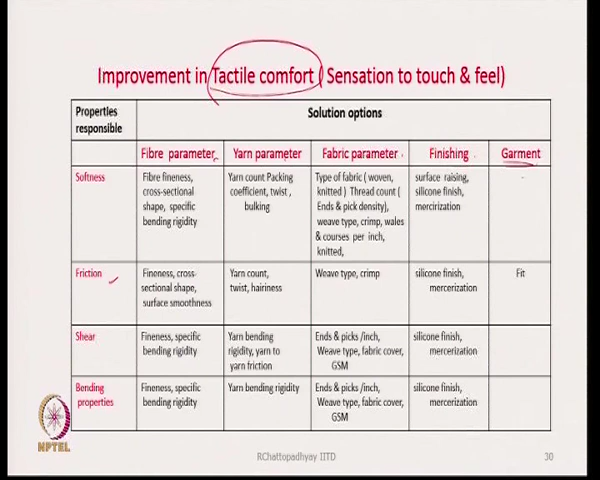 Improvement in Tactile comfort ( Sensation to touch & feel)
Properties responsible
Solution options
Fibre parameter
Yarn parameter
Fabric parameter
Finishing
Garment
Softness
Fibre fineness,
cross-sectional
shape, specific
bending rigidity
Yarn count Packing
coefficient, twist ,
bulking
Type of fabric ( woven,
knitted ) Thread count (
Ends & pick density),
weave type, crimp, wales
& courses per inch,
knitted,
surface raising,
silicone finish,
mercirization
-
Friction
Fineness, cross-
sectional shape,
surface smoothness
Yarn count,
twist, hairiness
Weave type, crimp
silicone finish,
mercerization
Fit
Shear
Fineness, specific
bending rigidity
Yarn bending
rigidity, yarn to
yarn friction
Ends & picks /inch,
Weave type, fabric cover,
GSM
silicone finish,
mercerization
Bending
properties
Fineness, specific
bending rigidity
Yarn bending rigidity
Ends & picks /inch,
Weave type, fabric cover,
GSM
silicone finish,
mercerization
NPTEL
RChattopadhyay IITD
30